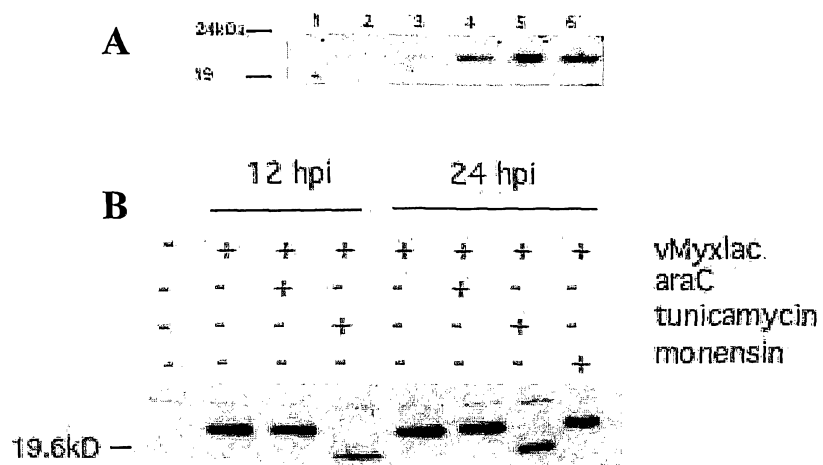 A
24kDa 1 2 3 4 5 6
19
B
12 hpi 24 hpi
- + + + + + + + vMyxlac
- - + - - + - - araC
- - - + - - + - tunicamycin
- - - - - - - + monensin
19.6kD